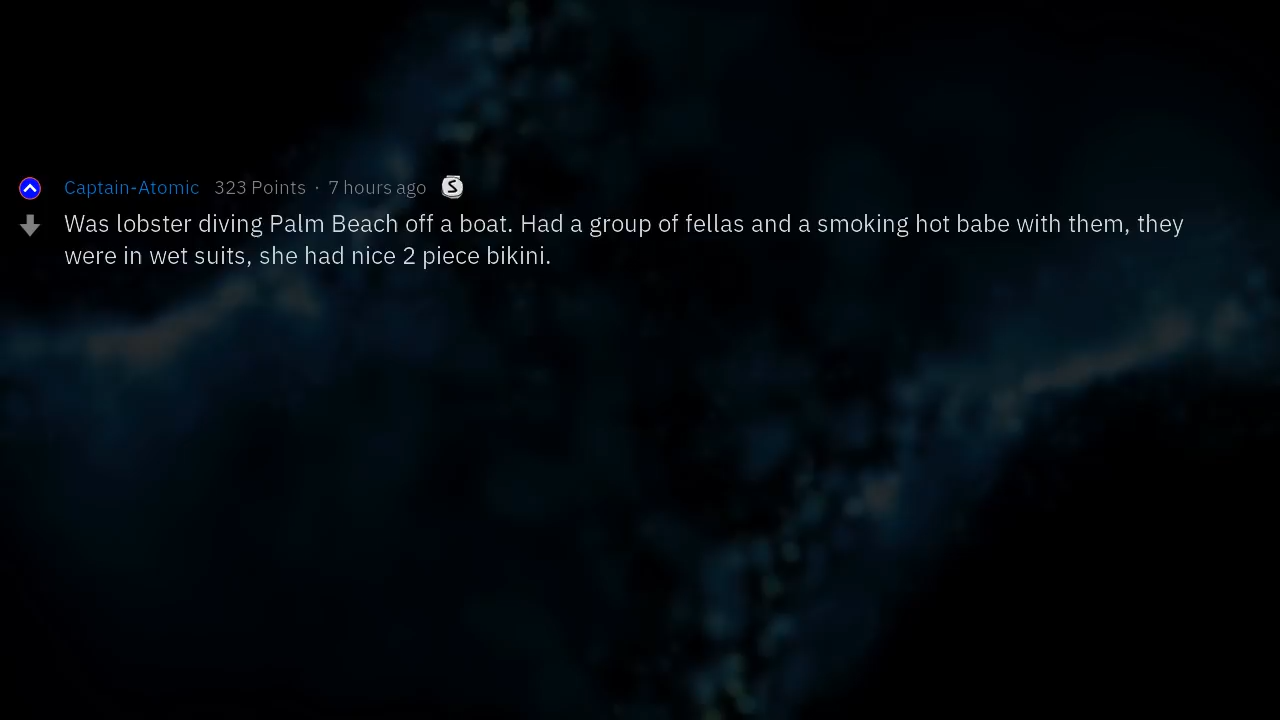 Captain-Atomic 323 Points · 7 hours ago
Was lobster diving Palm Beach off a boat. Had a group of fellas and a smoking hot babe with them, they
were in wet suits, she had nice 2 piece bikini.